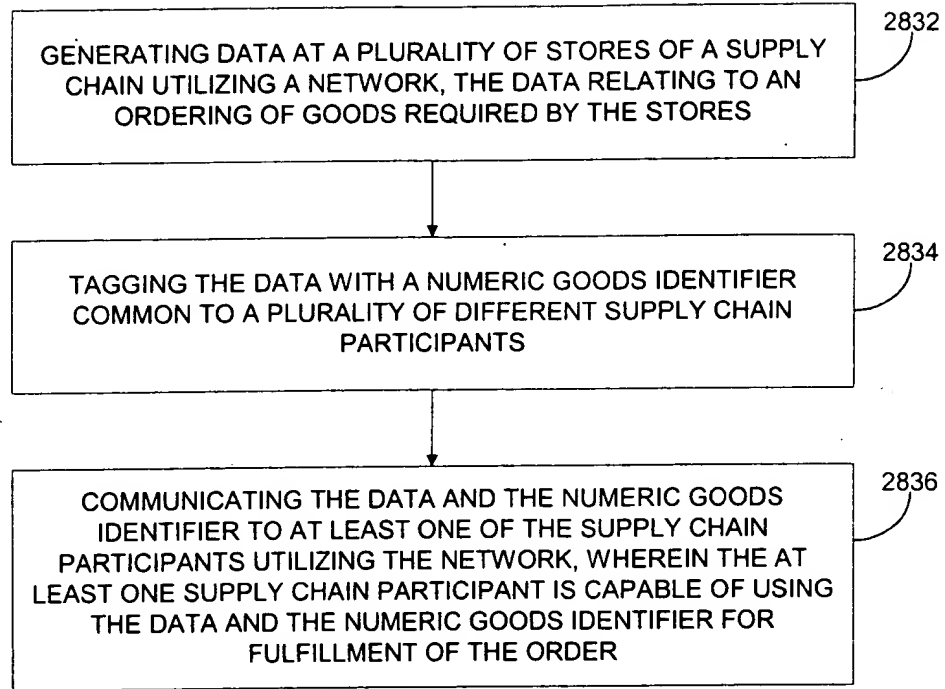 GENERATING DATA AT A PLURALITY OF STORES OF A SUPPLY
CHAIN UTILIZING A NETWORK, THE DATA RELATING TO AN
ORDERING OF GOODS REQUIRED BY THE STORES
2832
TAGGING THE DATA WITH A NUMERIC GOODS IDENTIFIER
COMMON TO A PLURALITY OF DIFFERENT SUPPLY CHAIN
PARTICIPANTS
2834
COMMUNICATING THE DATA AND THE NUMERIC GOODS
IDENTIFIER TO AT LEAST ONE OF THE SUPPLY CHAIN
PARTICIPANTS UTILIZING THE NETWORK, WHEREIN THE AT
LEAST ONE SUPPLY CHAIN PARTICIPANT IS CAPABLE OF USING
THE DATA AND THE NUMERIC GOODS IDENTIFIER FOR
FULFILLMENT OF THE ORDER
2836